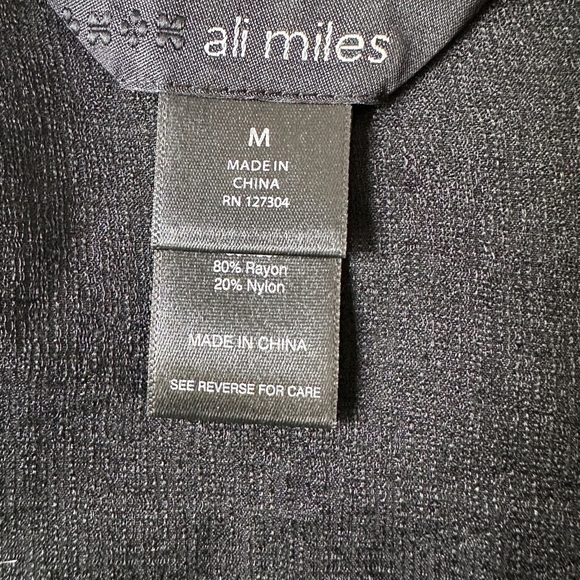 ali miles
M
MADE IN
CHINA
RN 127304
80% Rayon
20% Nylon
MADE IN CHINA
SEE REVERSE FOR CARE